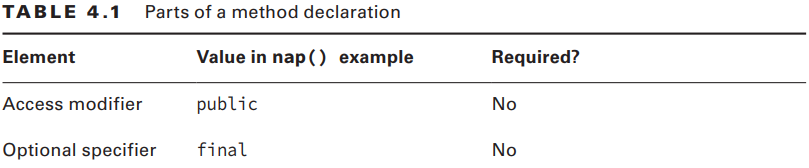 TABLE 4.1 Parts of a method declaration
Element Value in nap() example Required?
Access modifier public No
Optional specifier final No